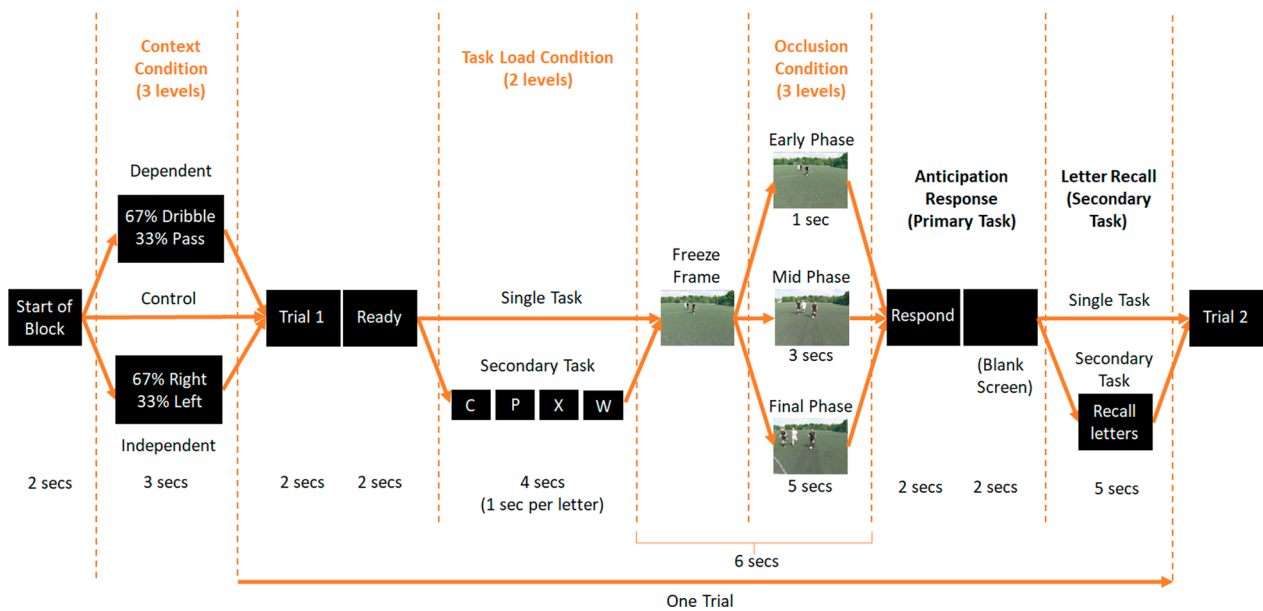 Context
Condition
(3 levels)
Task Load Condition
(2 levels)
Occlusion
Condition
(3 levels)
Start of
Block
2 secs
Dependent
67% Dribble
33% Pass
Control
67% Right
33% Left
Independent
3 secs
Trial 1
2 secs
Ready
2 secs
Single Task
Secondary Task
C
P
X
W
4 secs
(1 sec per letter)
Freeze
Frame
Early Phase
1 sec
Mid Phase
3 secs
Final Phase
5 secs
6 secs
Anticipation
Response
(Primary Task)
Respond
(Blank
Screen)
2 secs
2 secs
Letter Recall
(Secondary
Task)
Single Task
Secondary
Task
Recall
letters
5 secs
Trial 2
One Trial